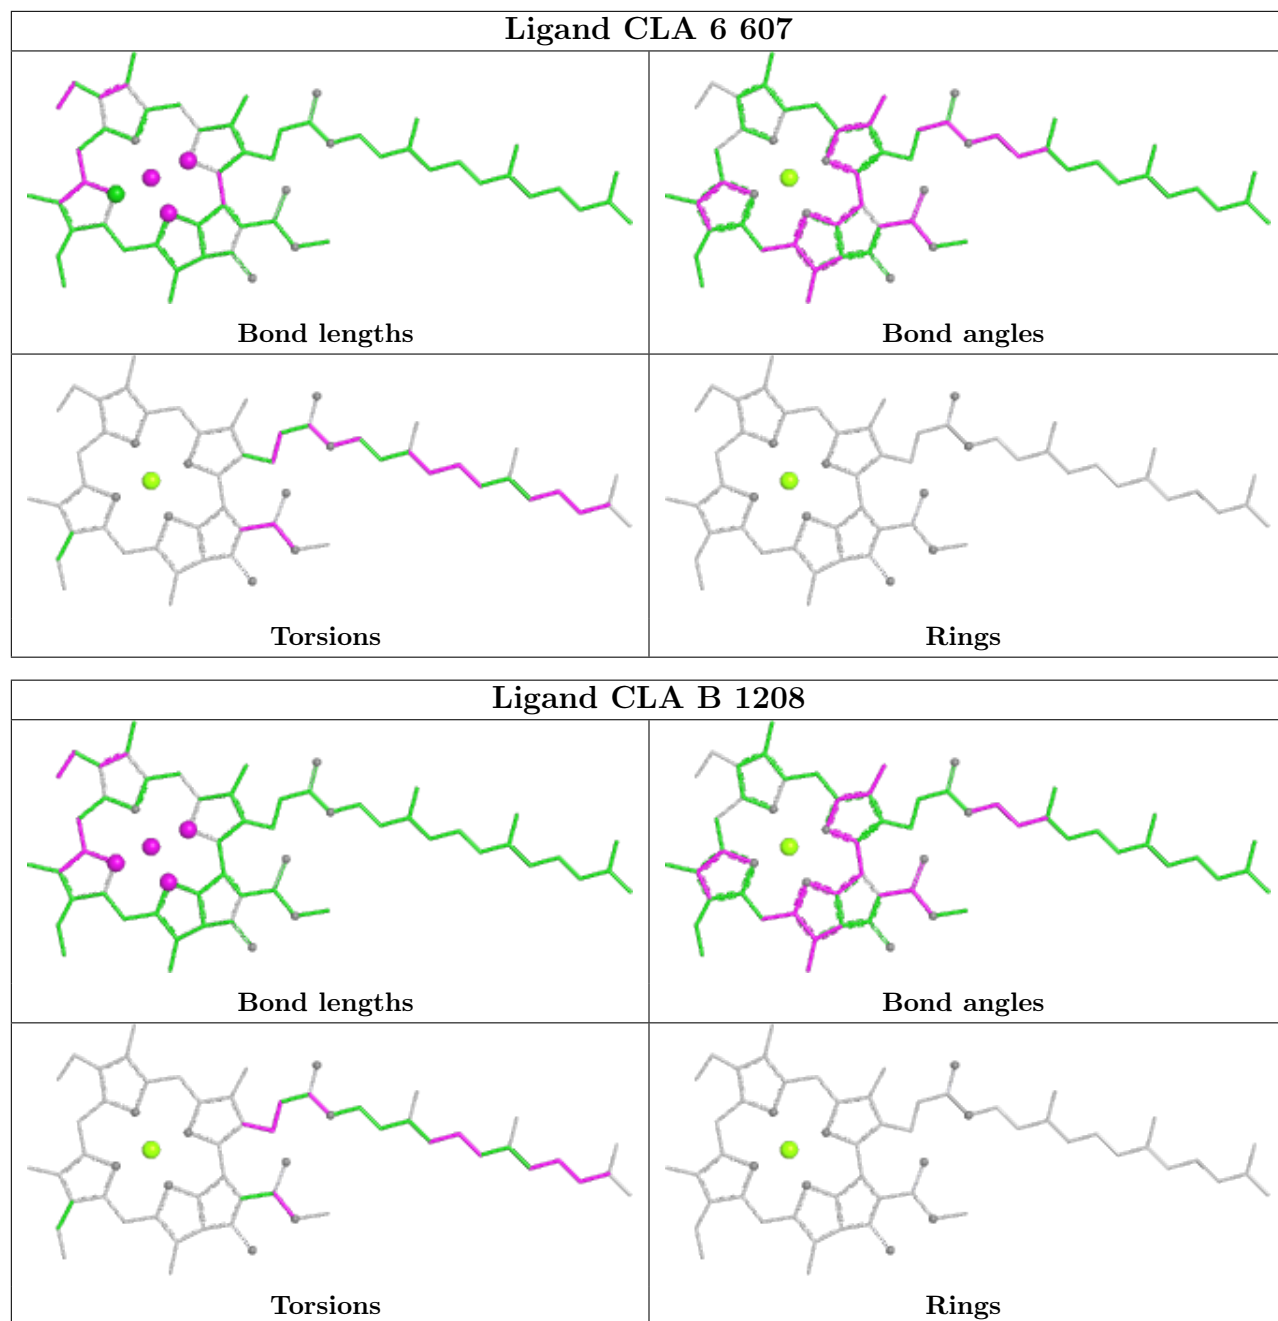 Ligand CLA 6 607
Bond lengths
Bond angles
Torsions
Rings
Ligand CLA B 1208
Bond lengths
Bond angles
Torsions
Rings